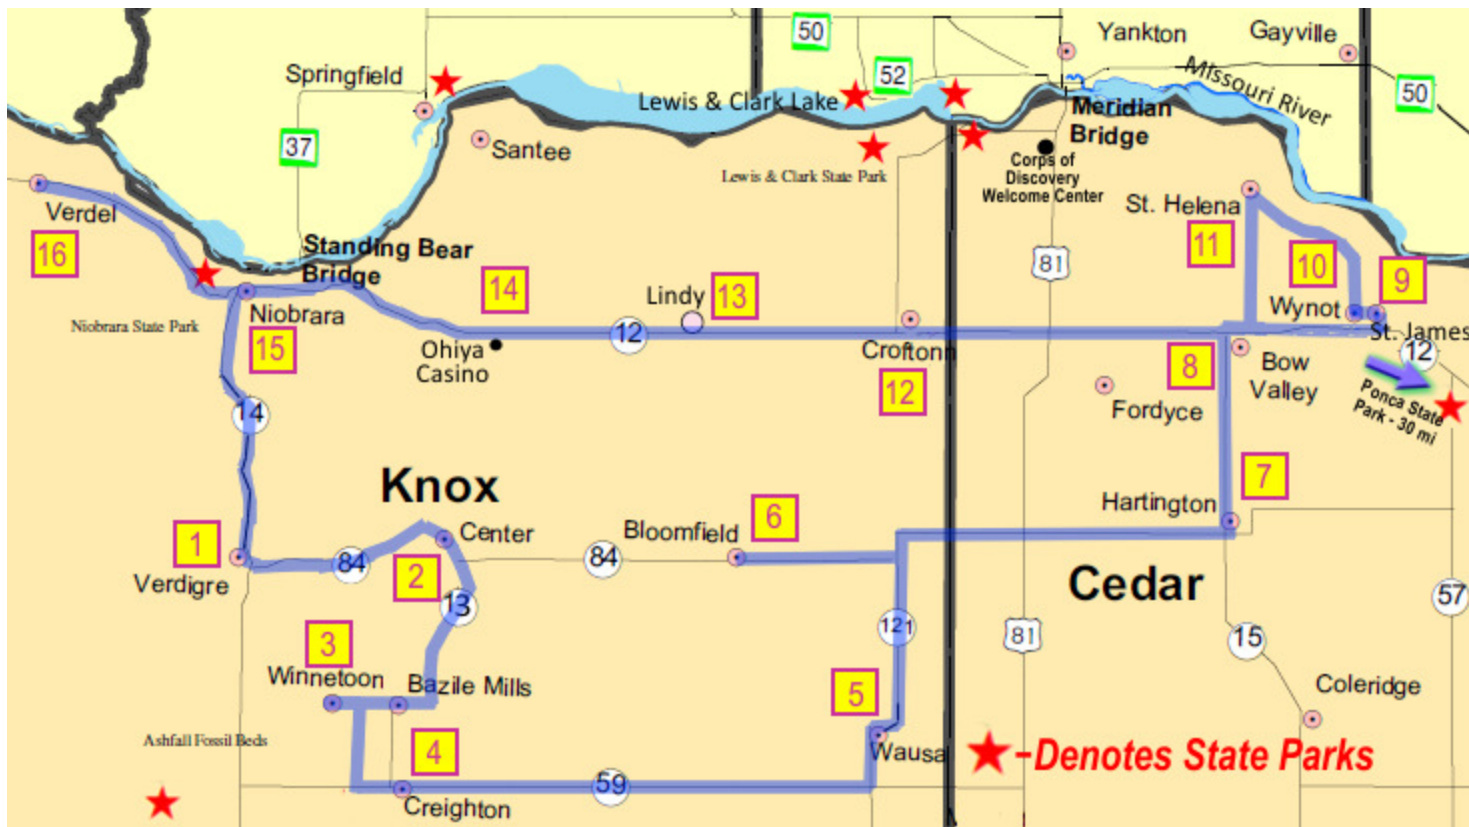 50
Yankton
Gayville
Springfield
52
Missouri River
50
Lewis & Clark Lake
Meridian
Bridge
37
Santee
Corps of
Discovery
Welcome Center
Lewis & Clark State Park
St. Helena
Verdel
16
11
Standing Bear
Bridge
81
10
9
14
Lindy
13
Wynot
Niobrara
Niobrara State Park
15
12
St. James
Ohiya
Casino
Croftonn
12
8
Bow
Valley
12
Fordyce
Ponca State
Park - 30 mi
14
Knox
7
Hartington
6
1
Center
Bloomfield
84
84
2
Verdigre
Cedar
13
57
121
3
81
15
Winnetoon
Bazile Mills
5
Coleridge
Ashfall Fossil Beds
4
Wausa
-Denotes State Parks
59
Creighton